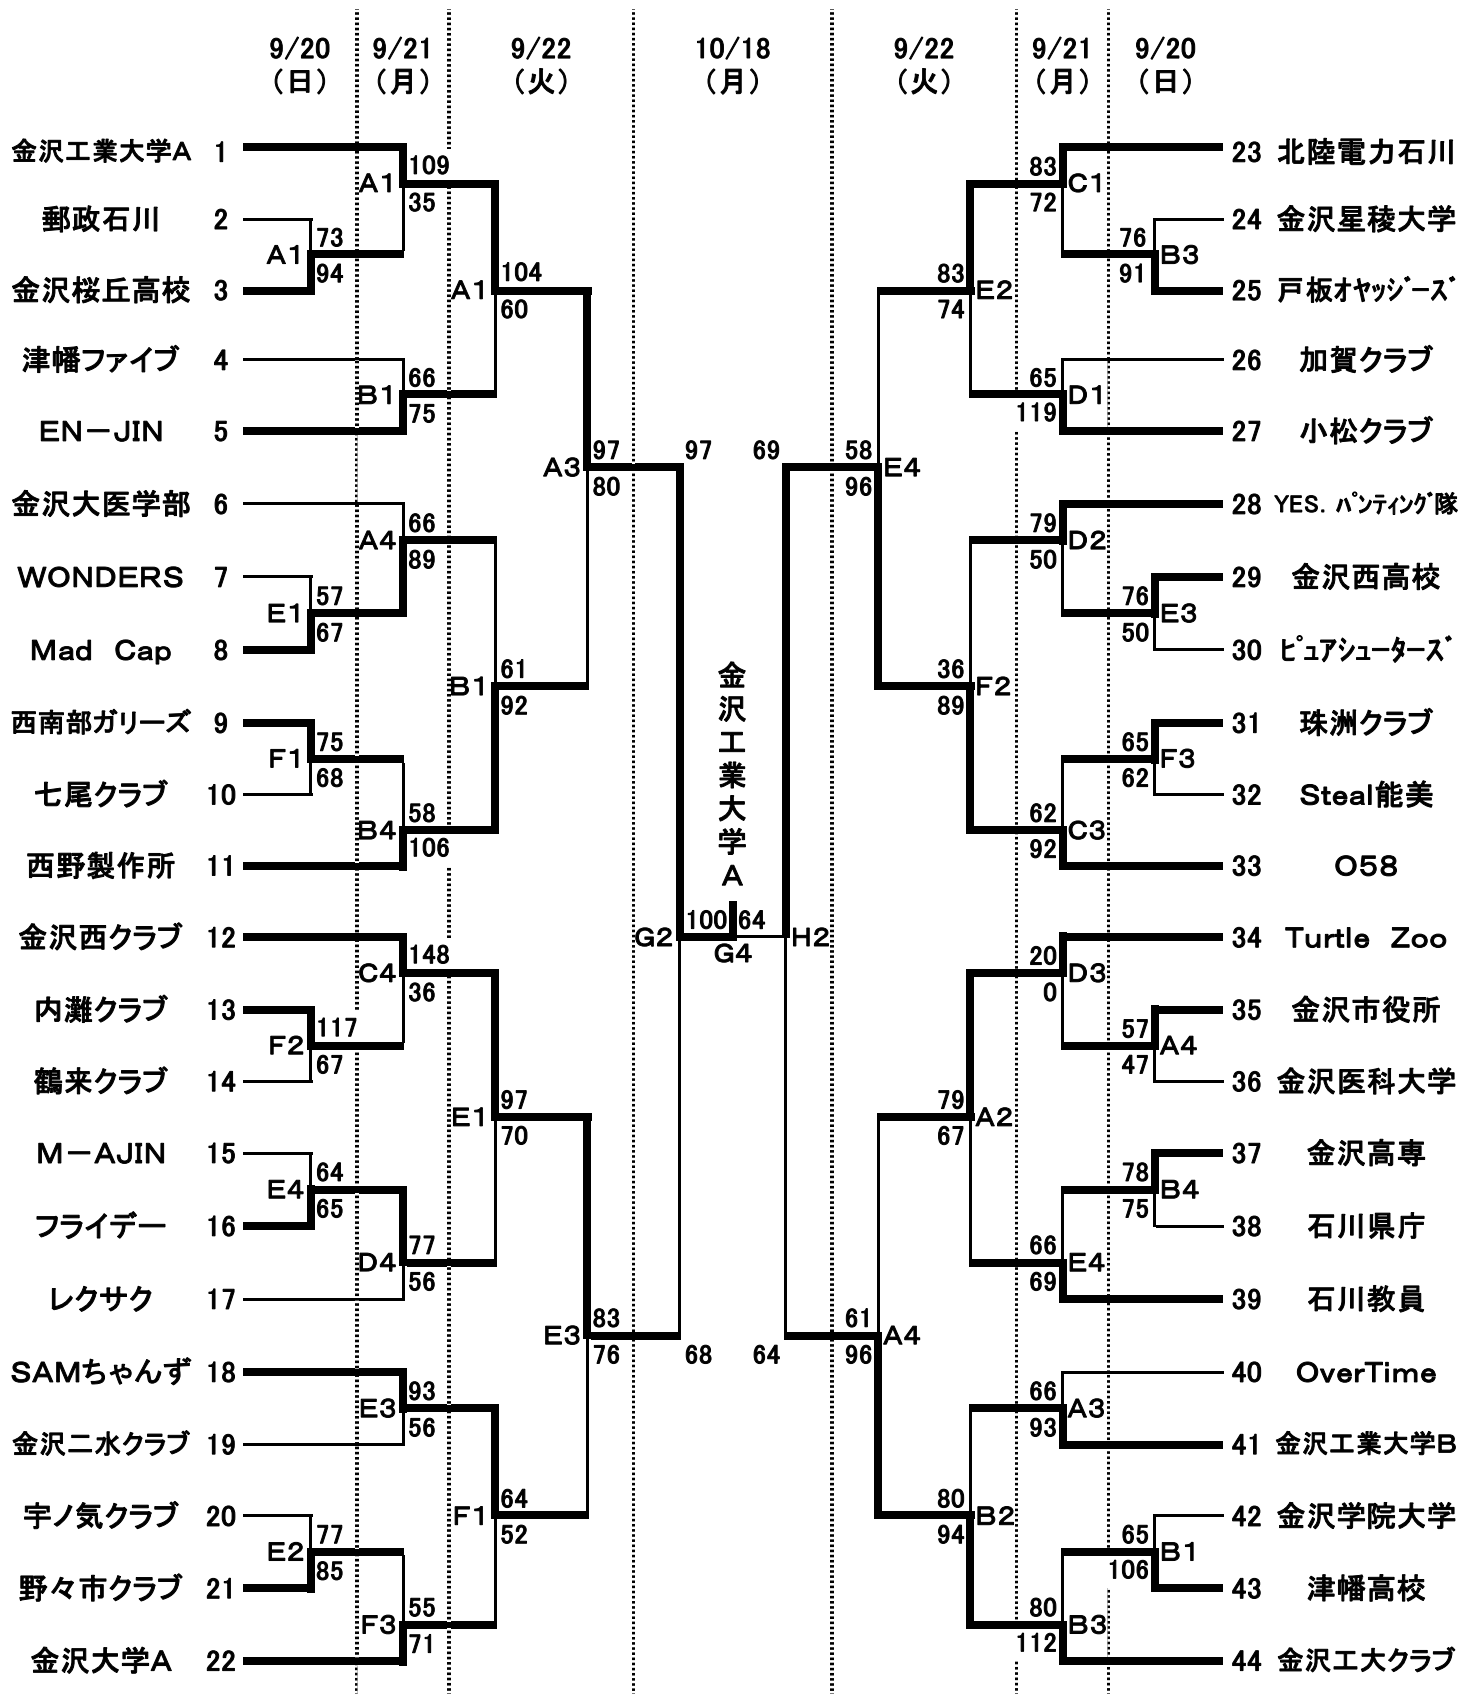 9/20 9/21 9/22 10/18 9/22 9/21 9/20
（日） （月） （火） （月） （火） （月） （日）
金沢工業大学A 1
郵政石川 2
金沢桜丘高校 3
津幡ファイブ 4
EN－JIN 5
金沢大医学部 6
WONDERS 7
Mad Cap 8
西南部ガリーズ 9
七尾クラブ 10
西野製作所 11
金沢西クラブ 12
内灘クラブ 13
鶴来クラブ 14
M－AJIN 15
フライデー 16
レクサク 17
SAMちゃんず 18
金沢二水クラブ 19
宇ノ気クラブ 20
野々市クラブ 21
金沢大学A 22
A1 73 94
E1 57 67
F1 75 68
F2 117 67
E4 64 65
E2 77 85
A1 109 35
B1 66 75
A4 66 89
B4 58 106
C4 148 36
D4 77 56
E3 93 56
F3 55 71
A1 104 60
B1 61 92
E1 97 70
F1 64 52
A3 97 80
E3 83 76
97 69
G2 100 64 H2
G4
68 64
金沢工業大学A
58 E4 96
61 A4 96
83 E2 74
36 F2 89
79 A2 67
80 B2 94
83 C1 72
65 D1 119
79 D2 50
62 C3 92
20 D3 0
66 E4 69
66 A3 93
80 B3 112
76 B3 91
76 E3 50
65 F3 62
57 A4 47
78 B4 75
65 B1 106
23 北陸電力石川
24 金沢星稜大学
25 戸板ｵﾔｯｼﾞｰｽﾞ
26 加賀クラブ
27 小松クラブ
28 YES. ﾊﾟﾝﾃｨﾝｸﾞ隊
29 金沢西高校
30 ﾋﾟｭｱｼｭｰﾀｰｽﾞ
31 珠洲クラブ
32 Steal能美
33 O58
34 Turtle Zoo
35 金沢市役所
36 金沢医科大学
37 金沢高専
38 石川県庁
39 石川教員
40 OverTime
41 金沢工業大学B
42 金沢学院大学
43 津幡高校
44 金沢工大クラブ